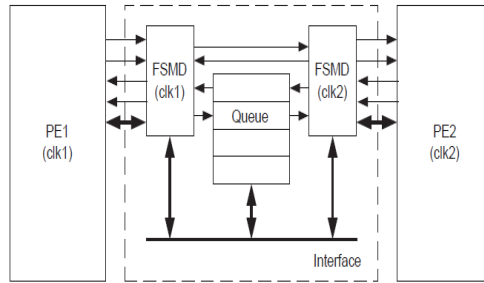 PE1
(clk1)
FSMD
(clk1)
Queue
FSMD
(clk2)
PE2
(clk2)
Interface